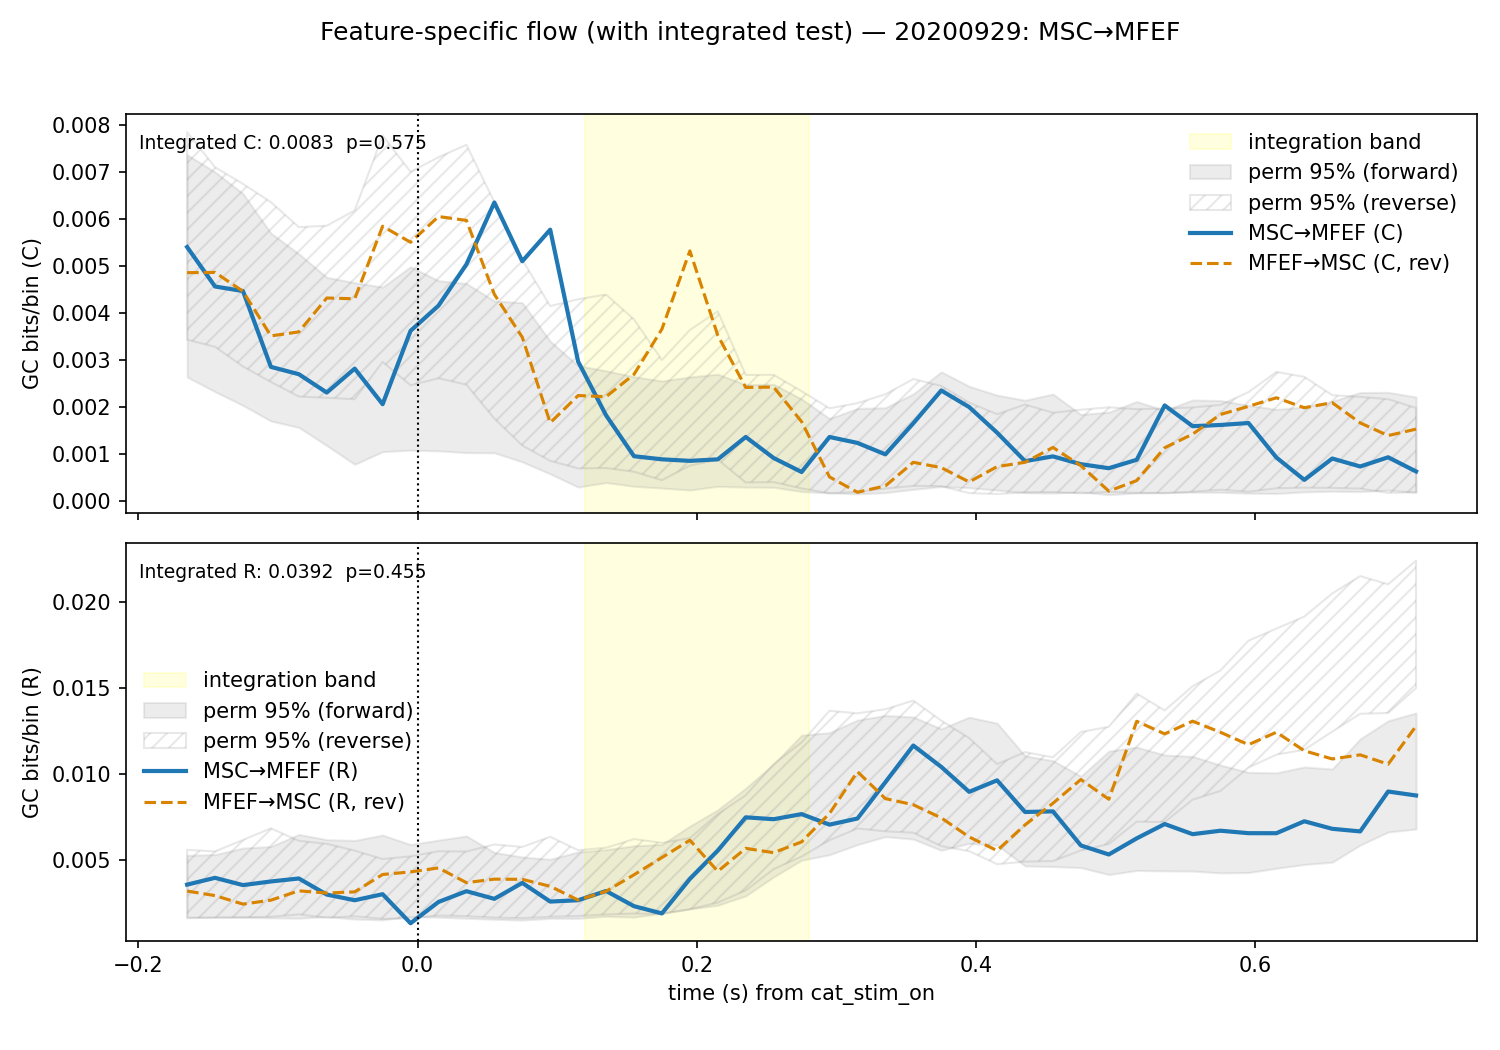 Feature-specific flow (with integrated test) — 20200929: MSC→MFEF
Integrated C: 0.0083  p=0.575
integration band
perm 95% (forward)
perm 95% (reverse)
MSC→MFEF (C)
MFEF→MSC (C, rev)
GC bits/bin (C)
0.008
0.007
0.006
0.005
0.004
0.003
0.002
0.001
0.000
Integrated R: 0.0392  p=0.455
integration band
perm 95% (forward)
perm 95% (reverse)
MSC→MFEF (R)
MFEF→MSC (R, rev)
GC bits/bin (R)
0.020
0.015
0.010
0.005
−0.2 0.0 0.2 0.4 0.6
time (s) from cat_stim_on